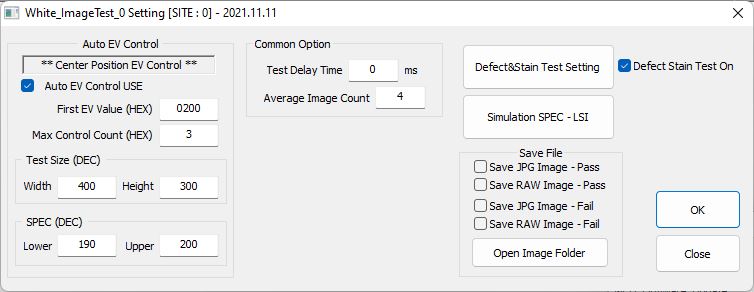 White_ImageTest_0 Setting [SITE : 0] - 2021.11.11
Auto EV Control
** Center Position EV Control **
Auto EV Control USE
First EV Value (HEX) 0200
Max Control Count (HEX) 3
Test Size (DEC)
Width 400 Height 300
SPEC (DEC)
Lower 190 Upper 200
Common Option
Test Delay Time 0 ms
Average Image Count 4
Defect&Stain Test Setting
Defect Stain Test On
Simulation SPEC - LSI
Save File
Save JPG Image - Pass
Save RAW Image - Pass
Save JPG Image - Fail
Save RAW Image - Fail
Open Image Folder
OK
Close